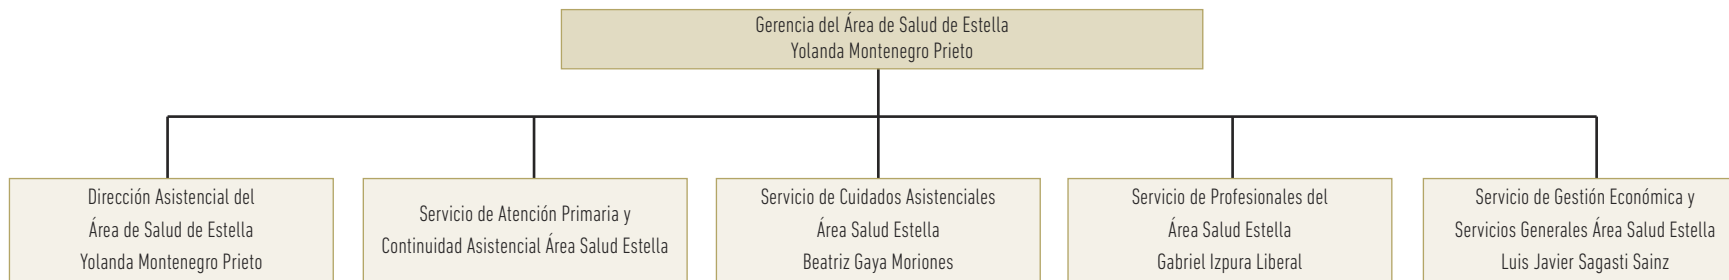 Gerencia del Área de Salud de Estella
Yolanda Montenegro Prieto
Dirección Asistencial del
Área de Salud de Estella
Yolanda Montenegro Prieto
Servicio de Atención Primaria y
Continuidad Asistencial Área Salud Estella
Servicio de Cuidados Asistenciales
Área Salud Estella
Beatriz Gaya Moriones
Servicio de Profesionales del
Área Salud Estella
Gabriel Izpura Liberal
Servicio de Gestión Económica y
Servicios Generales Área Salud Estella
Luis Javier Sagasti Sainz